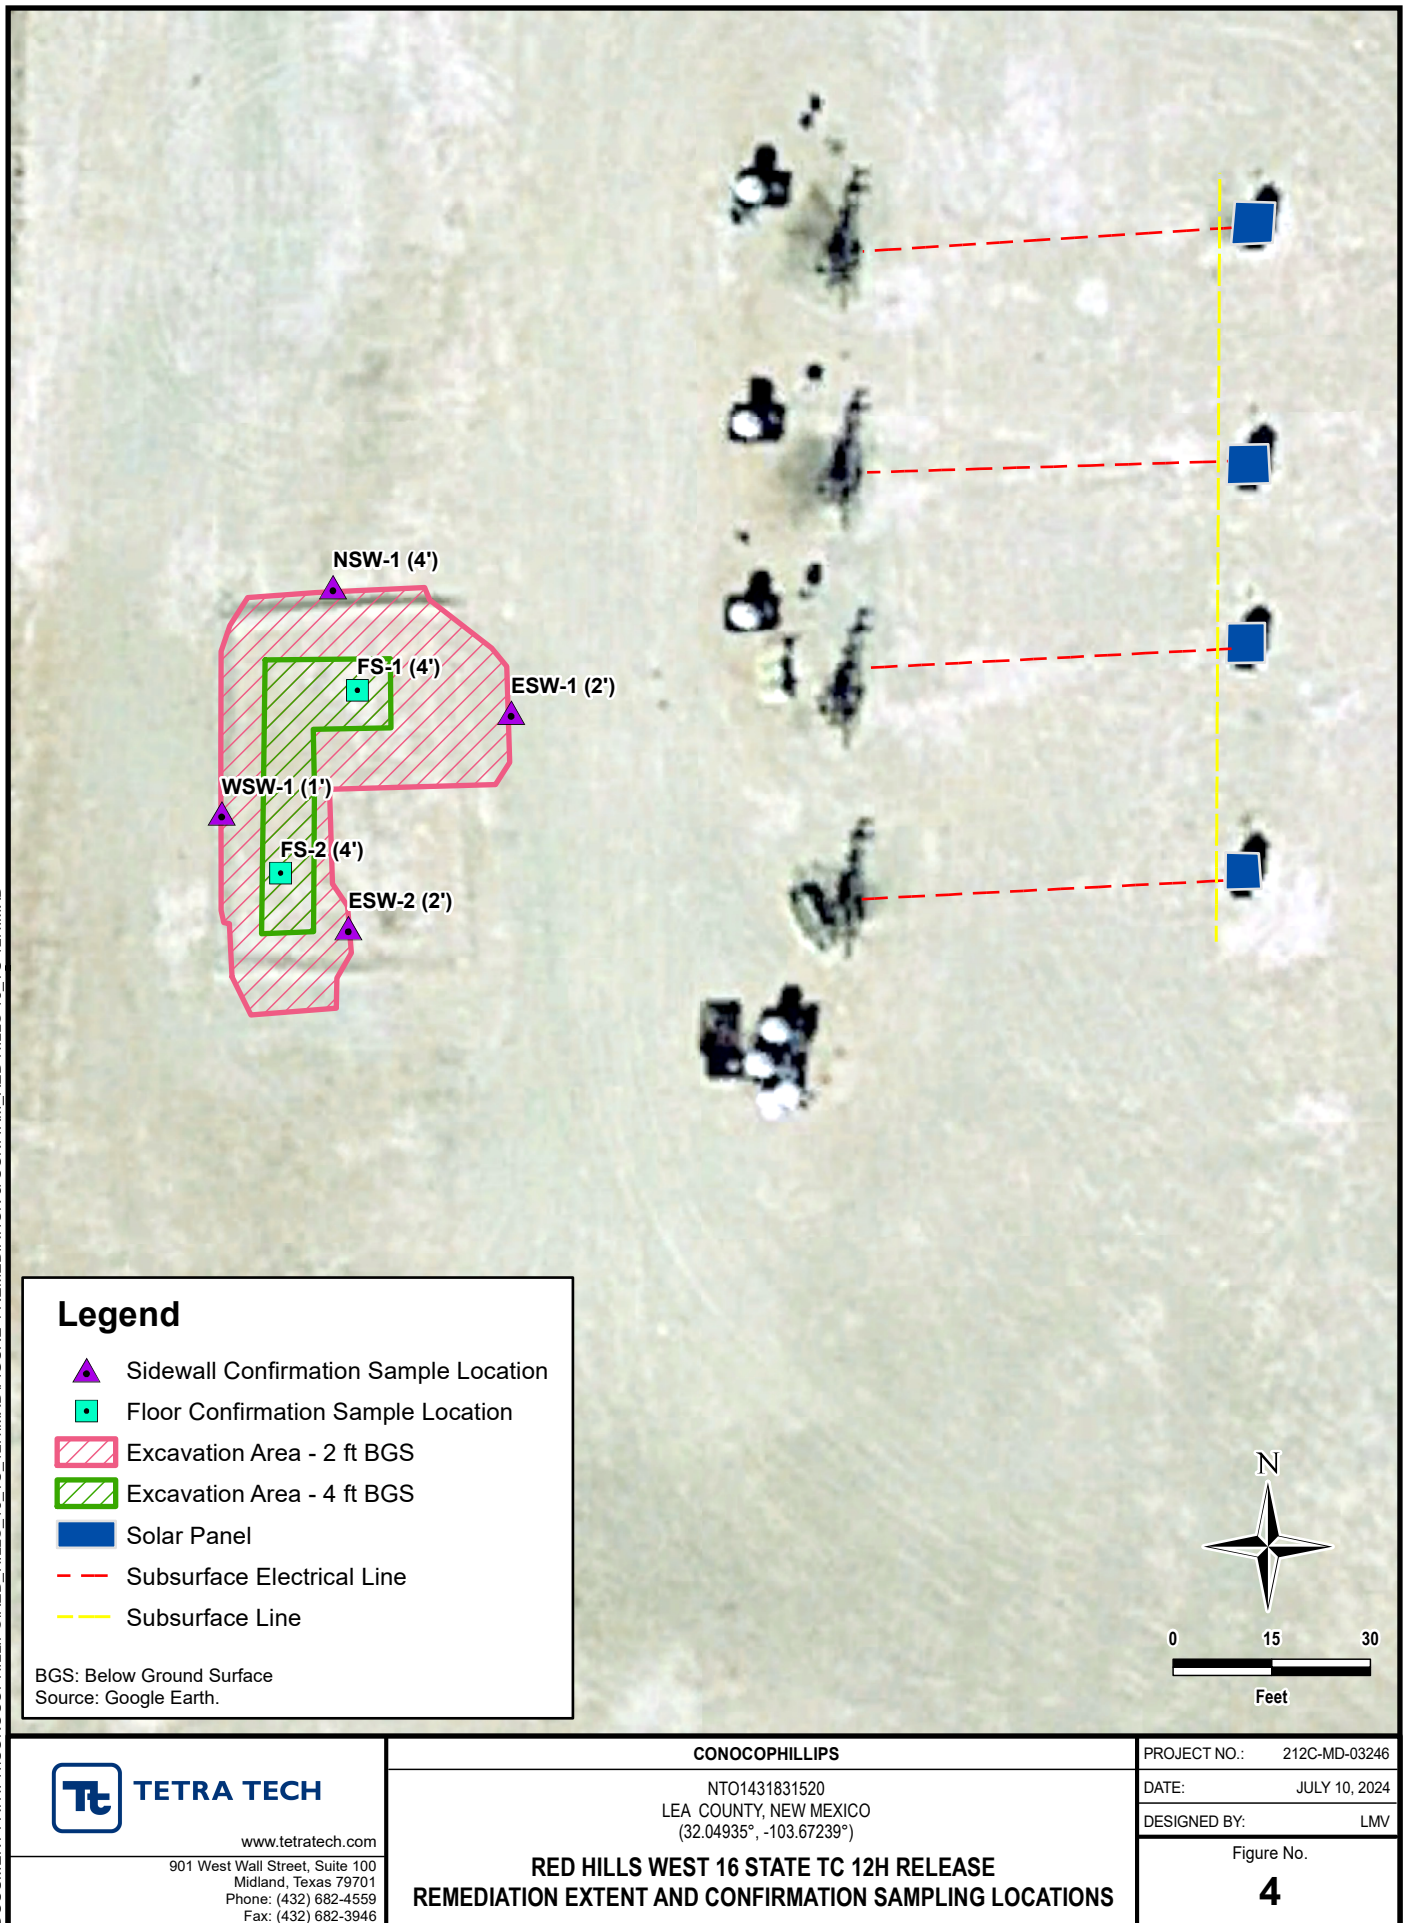 NSW-1 (4')
FS-1 (4')
ESW-1 (2')
WSW-1 (1')
FS-2 (4')
ESW-2 (2')
Legend
Sidewall Confirmation Sample Location
Floor Confirmation Sample Location
Excavation Area - 2 ft BGS
Excavation Area - 4 ft BGS
Solar Panel
Subsurface Electrical Line
Subsurface Line
BGS: Below Ground Surface
Source: Google Earth.
N
0 15 30
Feet
Tt TETRA TECH
www.tetratech.com
901 West Wall Street, Suite 100
Midland, Texas 79701
Phone: (432) 682-4559
Fax: (432) 682-3946
CONOCOPHILLIPS
NTO1431831520
LEA COUNTY, NEW MEXICO
(32.04935°, -103.67239°)
RED HILLS WEST 16 STATE TC 12H RELEASE
REMEDIATION EXTENT AND CONFIRMATION SAMPLING LOCATIONS
PROJECT NO.: 212C-MD-03246
DATE: JULY 10, 2024
DESIGNED BY: LMV
Figure No.
4